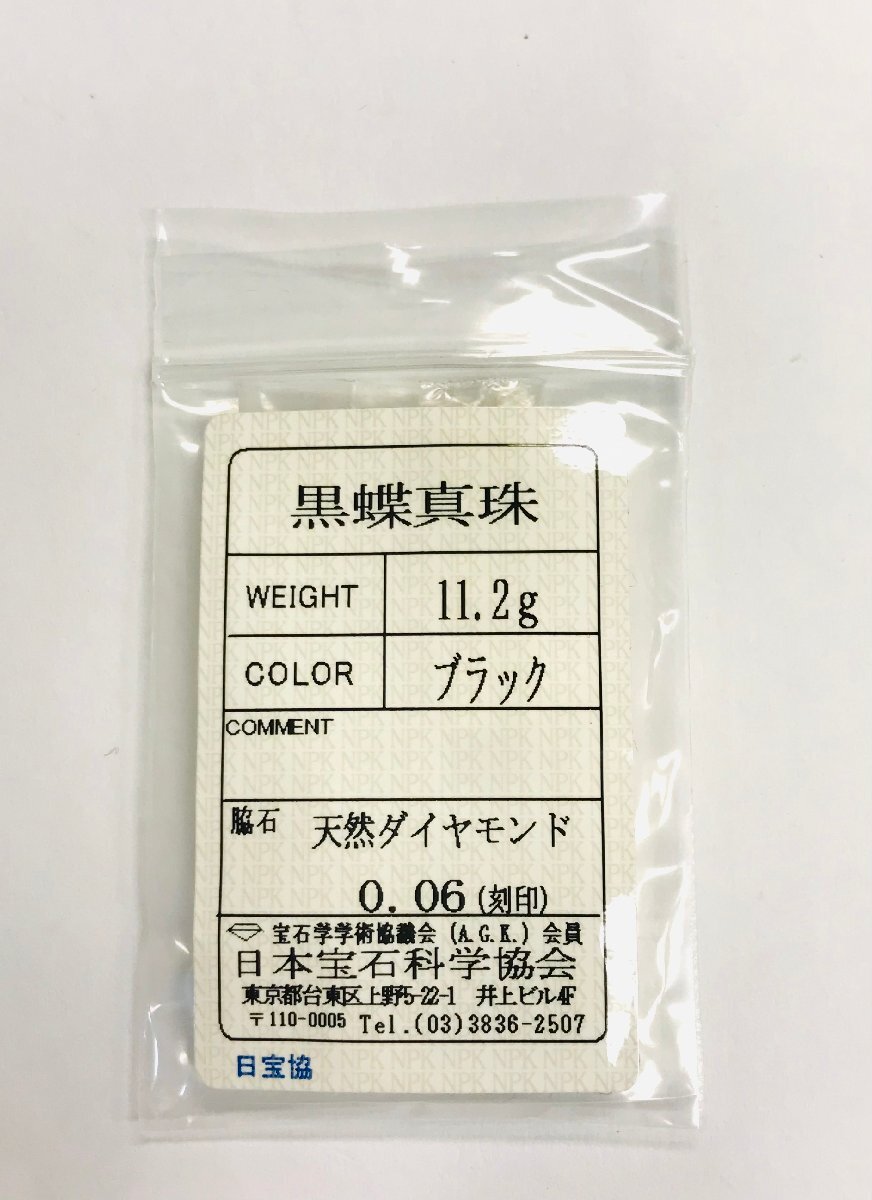 黒蝶真珠
WEIGHT 11.2g
COLOR ブラック
COMMENT
脇石 天然ダイヤモンド
0.06(刻印)
宝石学学術協議会(A.G.K.)会員
日本宝石科学協会
東京都台東区上野5-22-1 井上ビル4F
〒110-0005 Tel.(03)3836-2507
日宝協